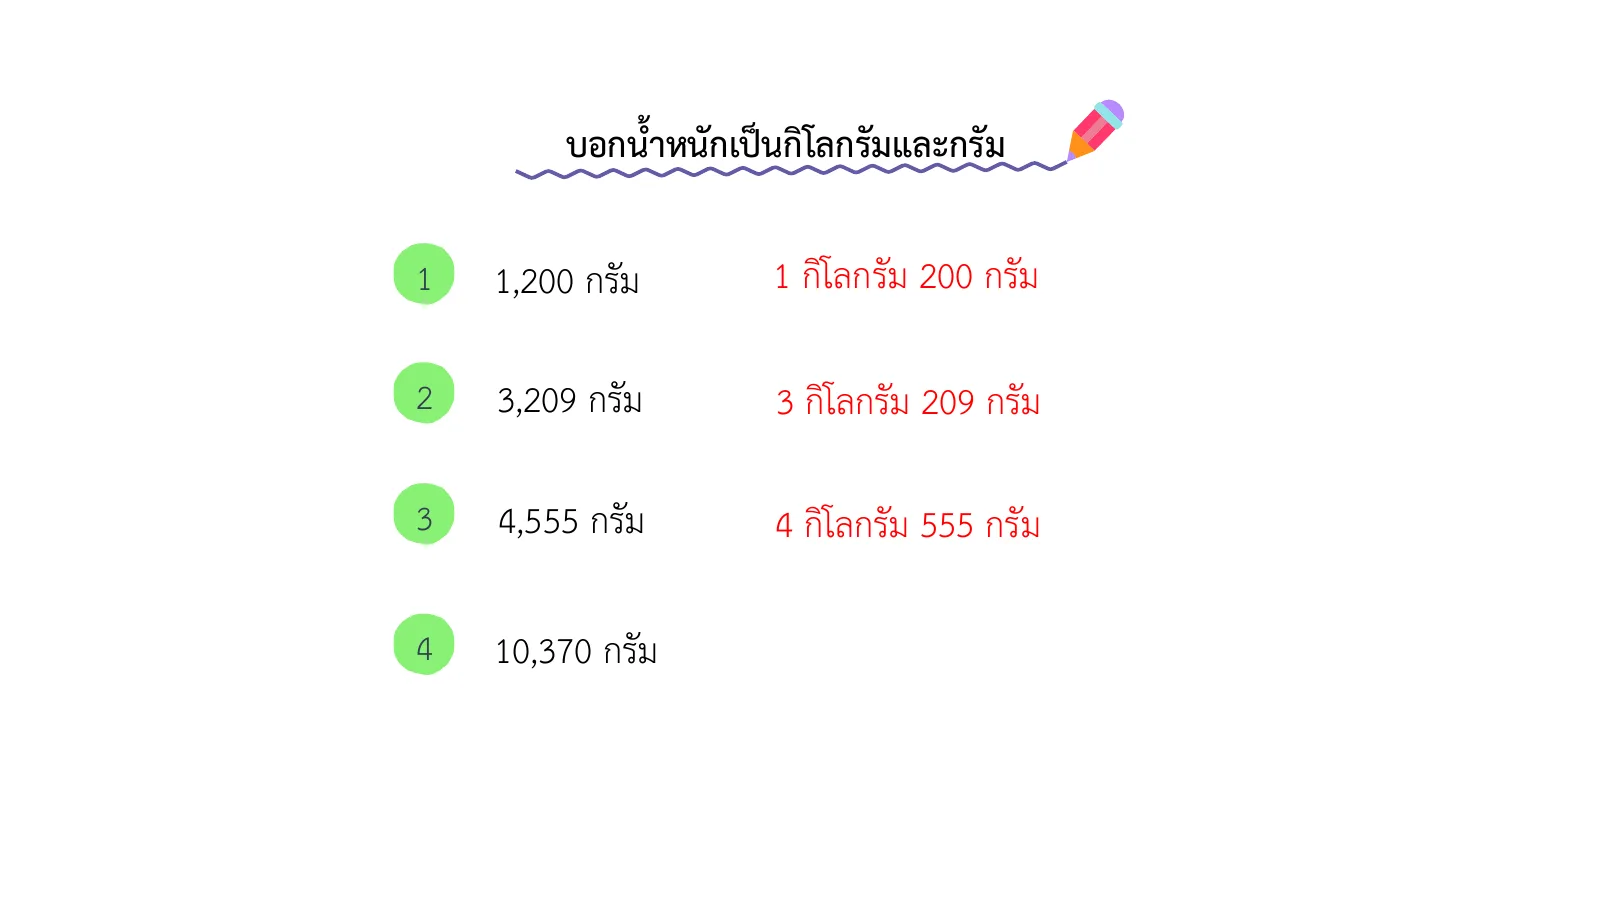 บอกน้ำหนักเป็นกิโลกรัมและกรัม
1 1,200 กรัม 1 กิโลกรัม 200 กรัม
2 3,209 กรัม 3 กิโลกรัม 209 กรัม
3 4,555 กรัม 4 กิโลกรัม 555 กรัม
4 10,370 กรัม